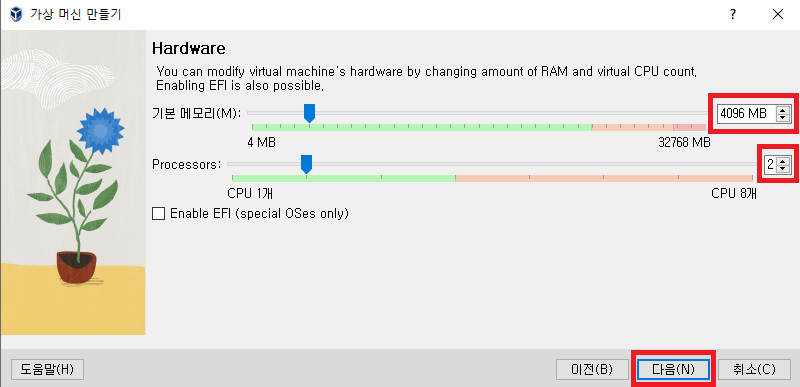 가상 머신 만들기
Hardware
You can modify virtual machine's hardware by changing amount of RAM and virtual CPU count.
Enabling EFI is also possible.
기본 메모리(M):
4096 MB
4 MB
32768 MB
Processors:
2
CPU 1개
CPU 8개
Enable EFI (special OSes only)
도움말(H)
이전(B)
다음(N)
취소(C)